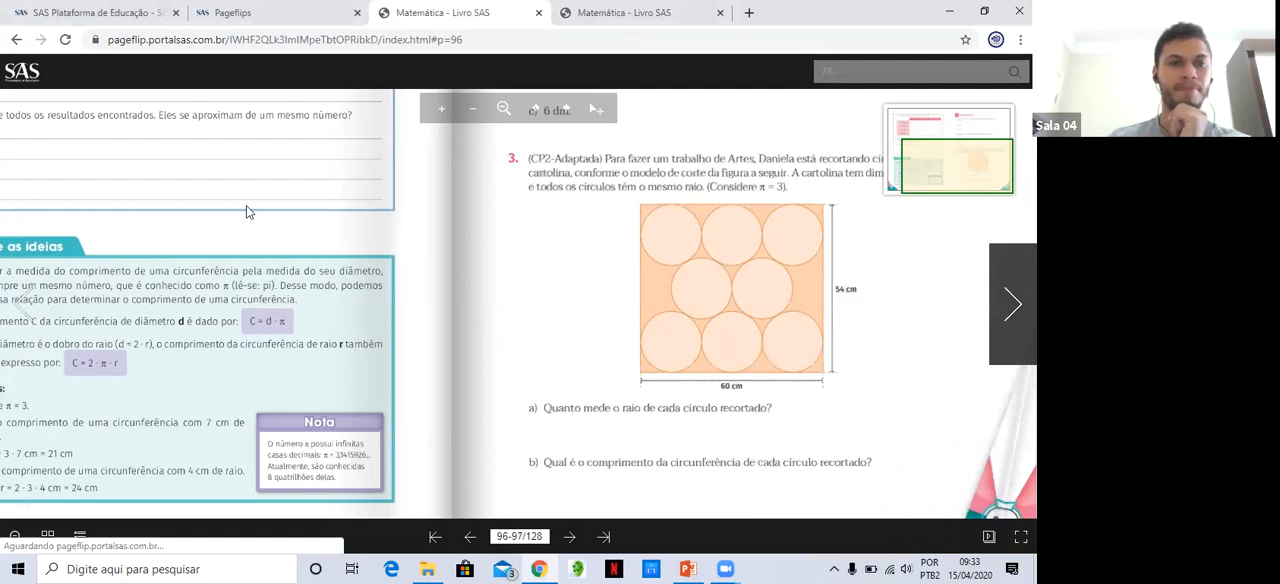 SAS Plataforma de Educação - Si
Pageflips
Matemática - Livro SAS
Matemática - Livro SAS
pageflip.portalsas.com.br/IWHF2QLk3ImIMpeTbtOPRibkD/index.html#p=96
SAS
76
Sala 04
e todos os resultados encontrados. Eles se aproximam de um mesmo número?
e as ideias
r a medida do comprimento de uma circunferência pela medida do seu diâmetro,
mpre um mesmo número, que é conhecido como π (lê-se: pi). Desse modo, podemos
sa relação para determinar o comprimento de uma circunferência.
mento C da circunferência de diâmetro d é dado por: C = d · π
iâmetro é o dobro do raio (d = 2 · r), o comprimento da circunferência de raio r também
expresso por: C = 2 · π · r
s:
e π = 3.
o comprimento de uma circunferência com 7 cm de
= 3 · 7 cm = 21 cm
comprimento de uma circunferência com 4 cm de raio.
r = 2 · 3 · 4 cm = 24 cm
Nota
O número π possui infinitas
casas decimais: π = 3,1415926...
Atualmente, são conhecidas
8 quatrilhões delas.
c) 6 dm.
3. (CP2-Adaptada) Para fazer um trabalho de Artes, Daniela está recortando cí
cartolina, conforme o modelo de corte da figura a seguir. A cartolina tem dim
e todos os círculos têm o mesmo raio. (Considere π = 3).
54 cm
60 cm
a) Quanto mede o raio de cada círculo recortado?
b) Qual é o comprimento da circunferência de cada círculo recortado?
96-97/128
Aguardando pageflip.portalsas.com.br...
Digite aqui para pesquisar
3
POR
PTB2
09:33
15/04/2020